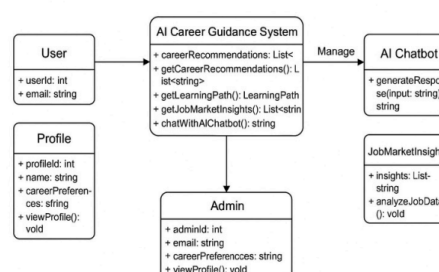 AI Career Guidance System
+ careerRecommendations: List<
+ getCareerRecommendations(): L
ist<string>
+ getLearningPath(): LearningPath
+ getJobMarketInsights(): List<strin
+ chatWithAIChatbot(): string
User
+ userId: int
+ email: string
Manage
AI Chatbot
+ generateRespo
se(input: string)
string
Profile
+ profileId: int
+ name: string
+ careerPreferen-
ces: sfring
+ viewProfile():
vold
JobMarketInsigh
+ insights: List-
string
+ analyzeJobData
(): vold
Admin
+ adminId: int
+ email: string
+ careerPreferencces: string
+ viewProfile(): void